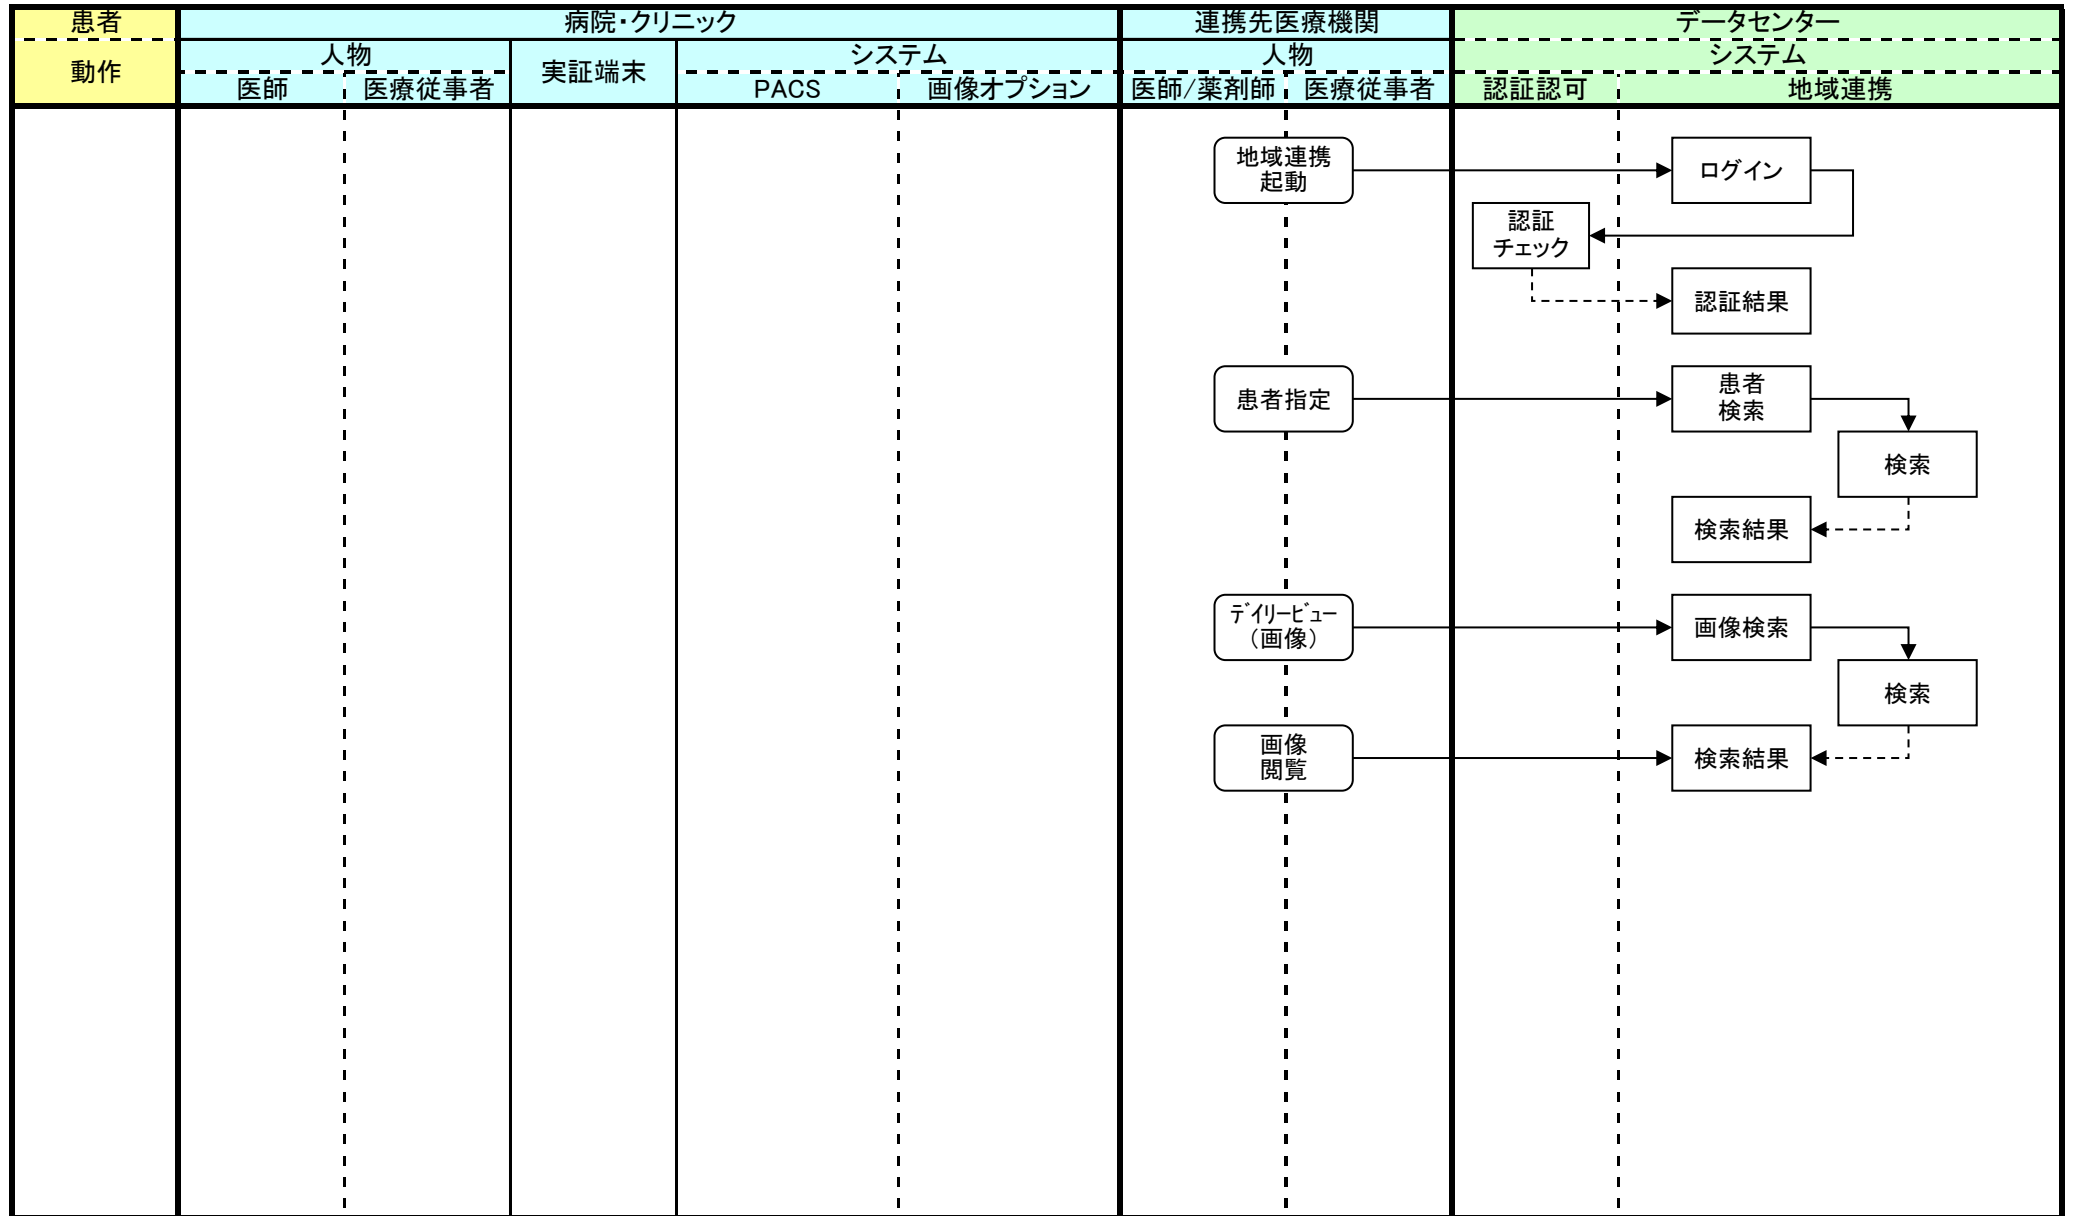 患者
病院・クリニック
連携先医療機関
データセンター
動作
人物
実証端末
システム
人物
システム
医師
医療従事者
PACS
画像オプション
医師/薬剤師
医療従事者
認証認可
地域連携
地域連携
起動
ログイン
認証
チェック
認証結果
患者指定
患者
検索
検索
検索結果
ﾃﾞｲﾘｰﾋﾞｭｰ
（画像）
画像検索
検索
画像
閲覧
検索結果